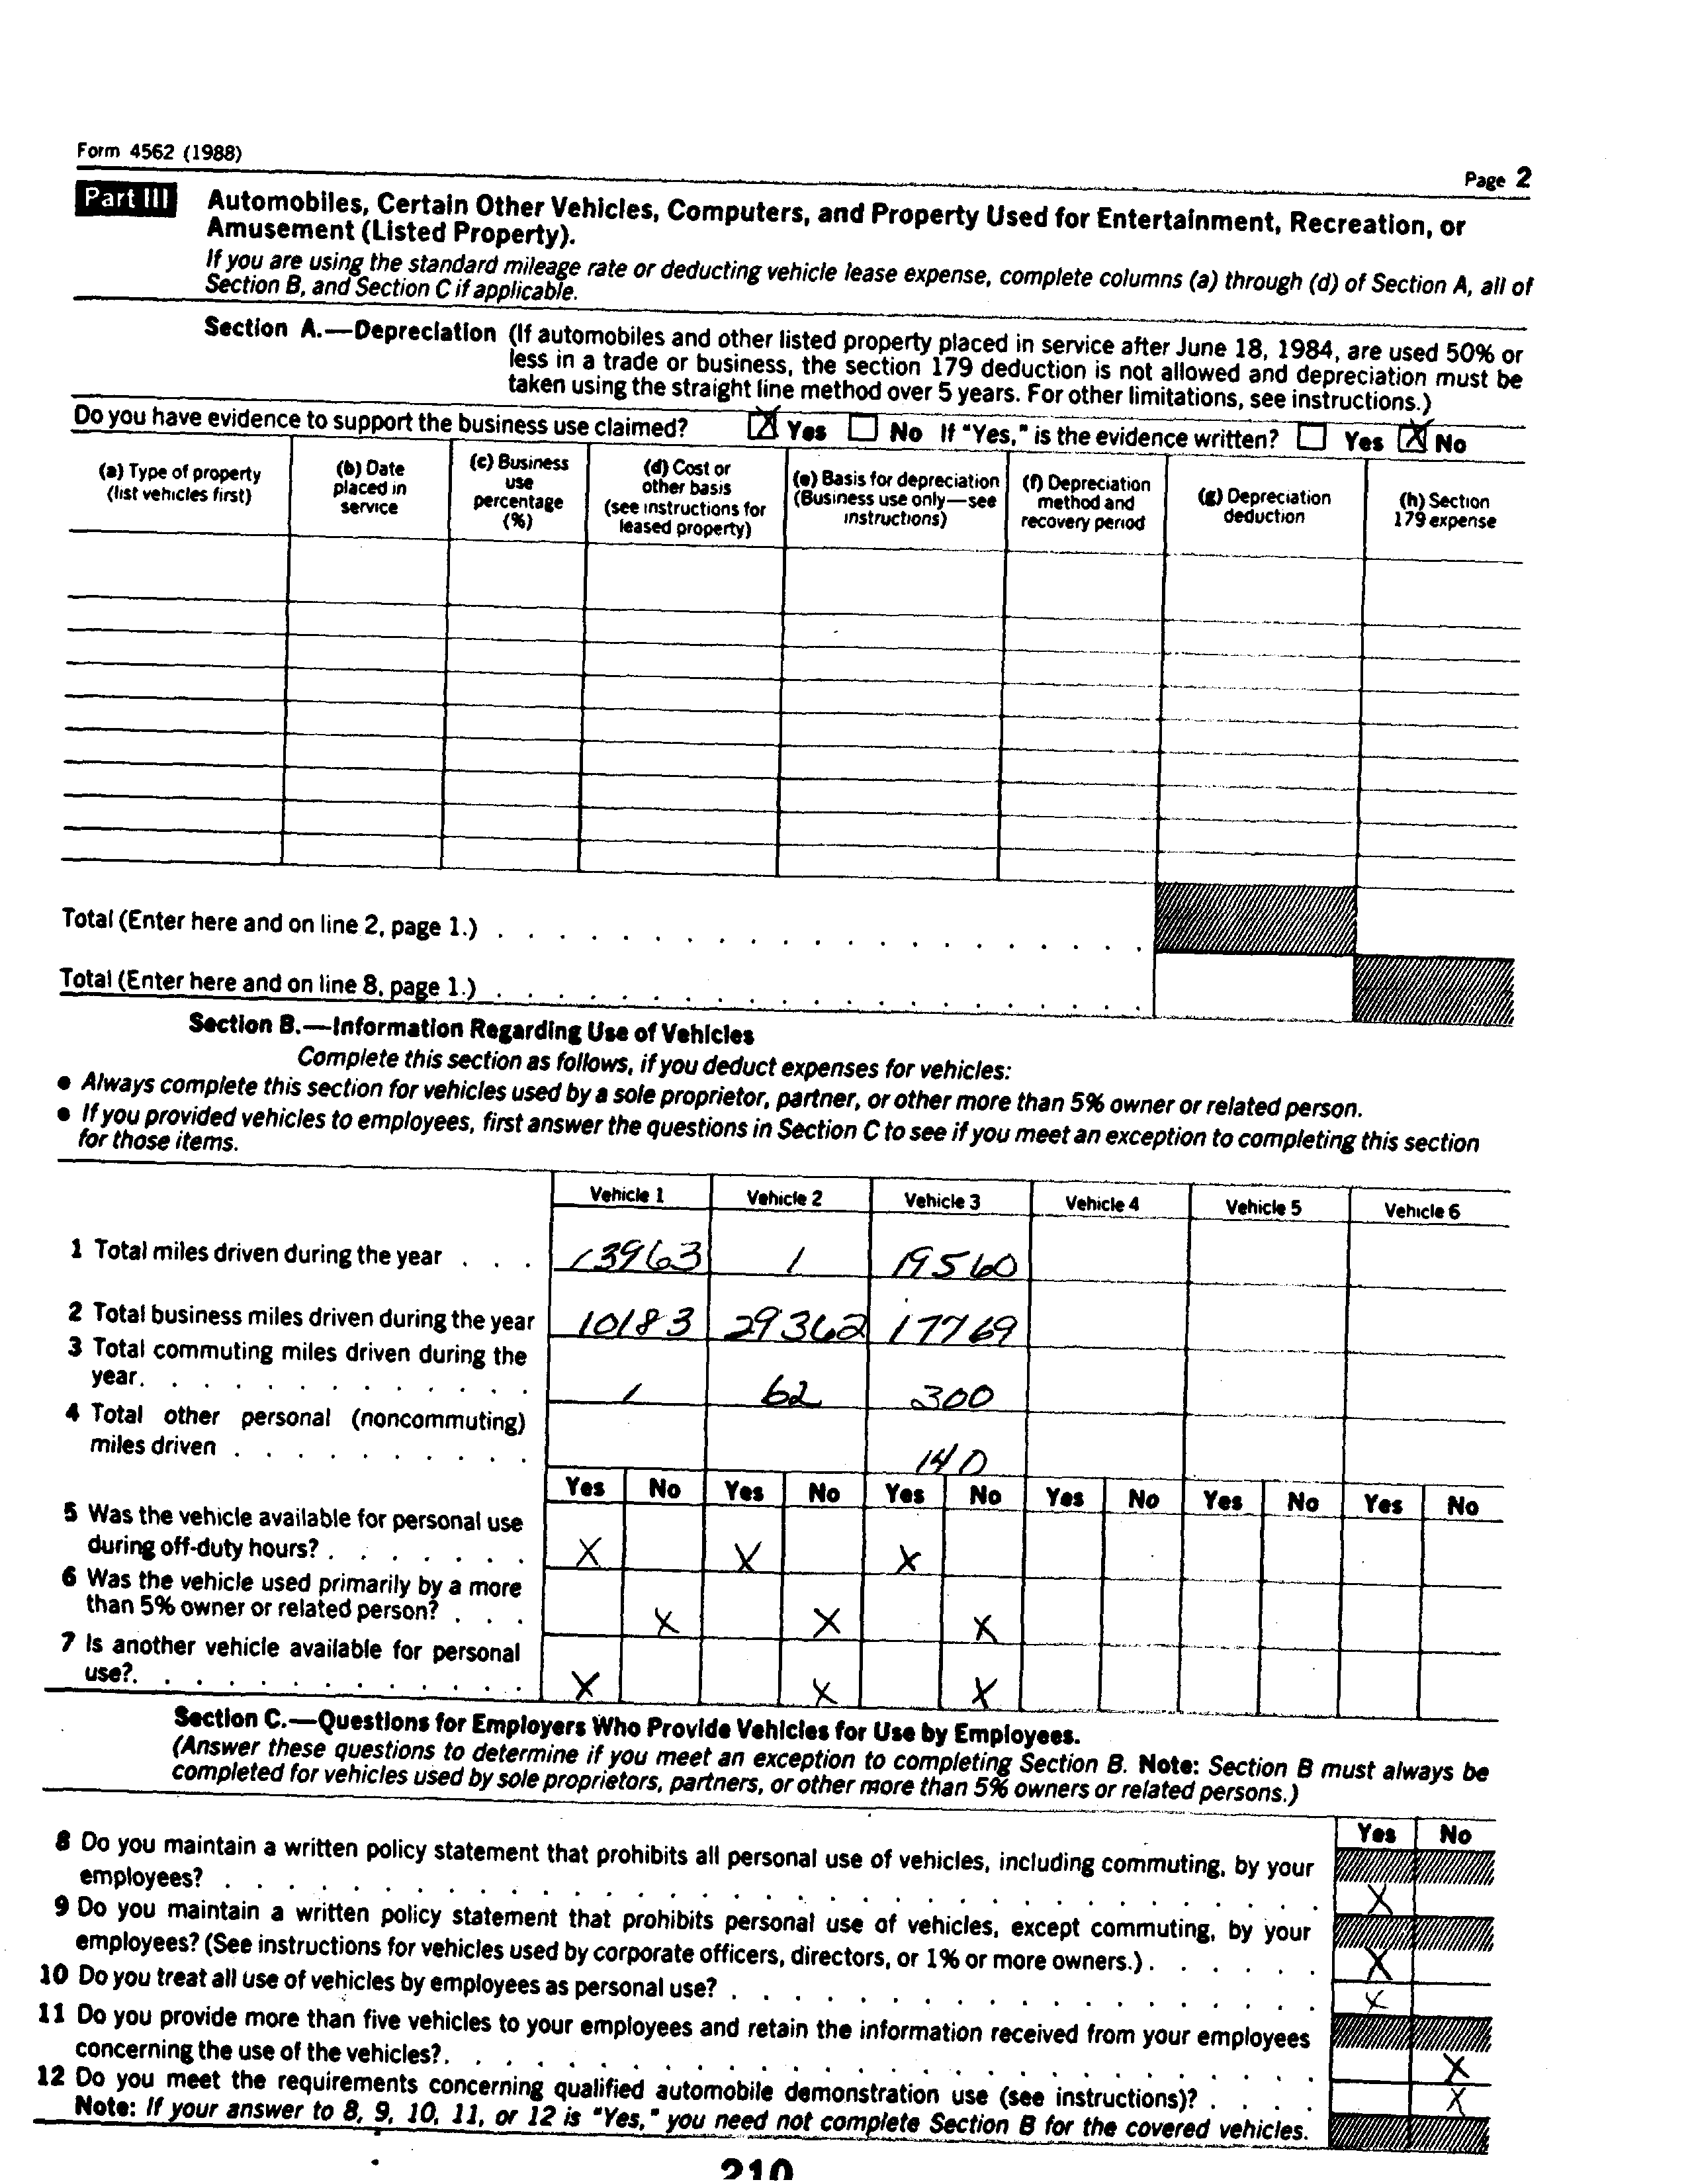 Form 4562 (1988)
Page 2
Part III Automobiles, Certain Other Vehicles, Computers, and Property Used for Entertainment, Recreation, or
Amusement (Listed Property).
If you are using the standard mileage rate or deducting vehicle lease expense, complete columns (a) through (d) of Section A, all of
Section B, and Section C if applicable.
Section A.—Depreciation (If automobiles and other listed property placed in service after June 18, 1984, are used 50% or
less in a trade or business, the section 179 deduction is not allowed and depreciation must be
taken using the straight line method over 5 years. For other limitations, see instructions.)
Do you have evidence to support the business use claimed? X Yes No If "Yes," is the evidence written? Yes X No
(a) Type of property
(list vehicles first)
(b) Date
placed in
service
(c) Business
use
percentage
(%)
(d) Cost or
other basis
(see instructions for
leased property)
(e) Basis for depreciation
(Business use only—see
instructions)
(f) Depreciation
method and
recovery period
(g) Depreciation
deduction
(h) Section
179 expense
Total (Enter here and on line 2, page 1.) . . . . . . . . . . . . . . . . . . . . .
Total (Enter here and on line 8, page 1.) . . . . . . . . . . . . . . . . . . . . .
Section B.—Information Regarding Use of Vehicles
Complete this section as follows, if you deduct expenses for vehicles:
● Always complete this section for vehicles used by a sole proprietor, partner, or other more than 5% owner or related person.
● If you provided vehicles to employees, first answer the questions in Section C to see if you meet an exception to completing this section
for those items.
Vehicle 1 Vehicle 2 Vehicle 3 Vehicle 4 Vehicle 5 Vehicle 6
1 Total miles driven during the year . . . 13963 1 19560
2 Total business miles driven during the year 10183 29362 17769
3 Total commuting miles driven during the
year. . . . . . . . . . . . . 1 62 300
4 Total other personal (noncommuting)
miles driven . . . . . . . . . . 140
Yes No Yes No Yes No Yes No Yes No Yes No
5 Was the vehicle available for personal use
during off-duty hours? . . . . . . . X X X
6 Was the vehicle used primarily by a more
than 5% owner or related person? . . . X X X
7 Is another vehicle available for personal
use?. . . . . . . . . . . . . X X X
Section C.—Questions for Employers Who Provide Vehicles for Use by Employees.
(Answer these questions to determine if you meet an exception to completing Section B. Note: Section B must always be
completed for vehicles used by sole proprietors, partners, or other more than 5% owners or related persons.)
Yes No
8 Do you maintain a written policy statement that prohibits all personal use of vehicles, including commuting, by your
employees? . . . . . . . . . . . . . . . . . . . . . . . . . . . . . . . . . . . X
9 Do you maintain a written policy statement that prohibits personal use of vehicles, except commuting, by your
employees? (See instructions for vehicles used by corporate officers, directors, or 1% or more owners.) . . . . . . X
10 Do you treat all use of vehicles by employees as personal use? . . . . . . . . . . . . . . . . . . . X
11 Do you provide more than five vehicles to your employees and retain the information received from your employees
concerning the use of the vehicles?. . . . . . . . . . . . . . . . . . . . . . . . . . . . X
12 Do you meet the requirements concerning qualified automobile demonstration use (see instructions)? . . . . X
Note: If your answer to 8, 9, 10, 11, or 12 is "Yes," you need not complete Section B for the covered vehicles.
210